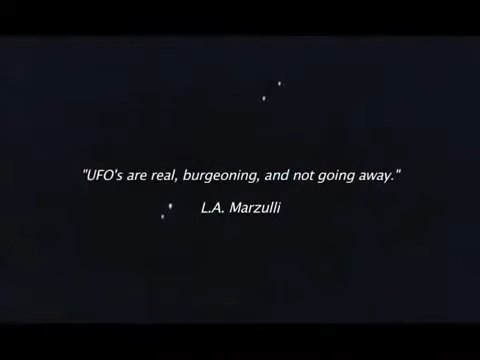 "UFO's are real, burgeoning, and not going away."
L.A. Marzulli